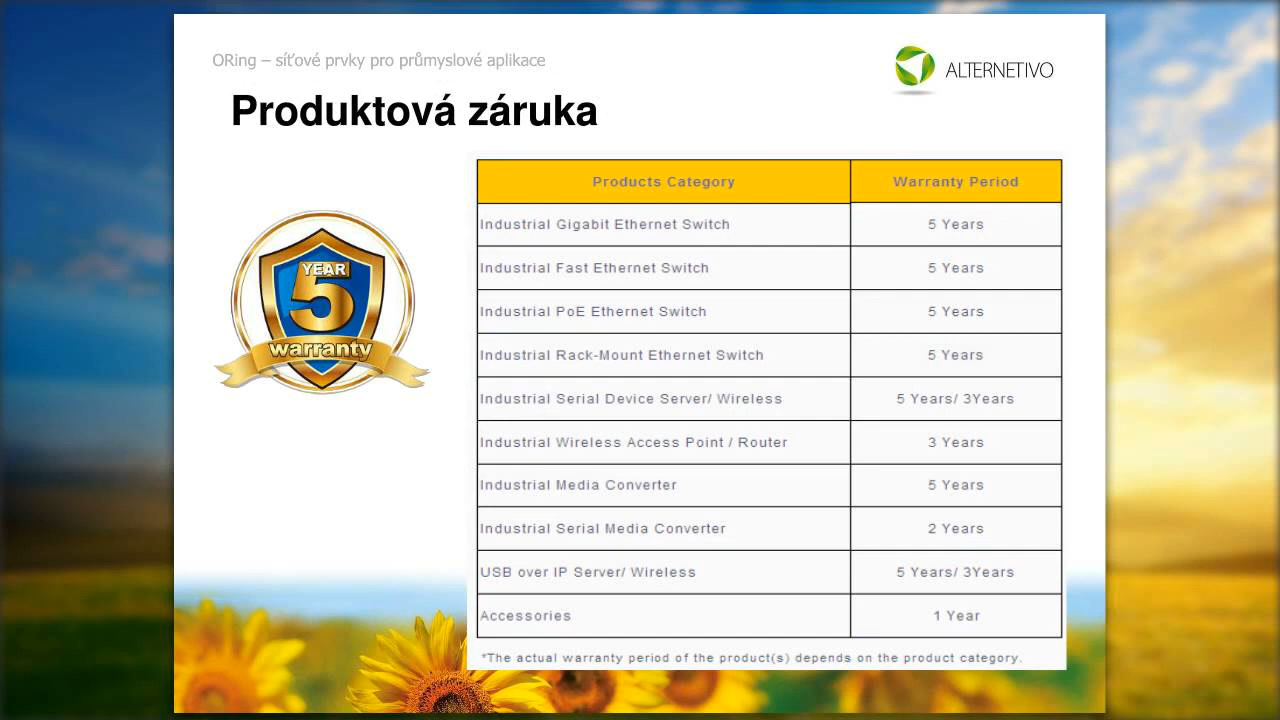 ORing – síťové prvky pro průmyslové aplikace
ALTERNETIVO
Produktová záruka
YEAR
5
warranty
Products Category Warranty Period
Industrial Gigabit Ethernet Switch 5 Years
Industrial Fast Ethernet Switch 5 Years
Industrial PoE Ethernet Switch 5 Years
Industrial Rack-Mount Ethernet Switch 5 Years
Industrial Serial Device Server/ Wireless 5 Years/ 3Years
Industrial Wireless Access Point / Router 3 Years
Industrial Media Converter 5 Years
Industrial Serial Media Converter 2 Years
USB over IP Server/ Wireless 5 Years/ 3Years
Accessories 1 Year
*The actual warranty period of the product(s) depends on the product category.